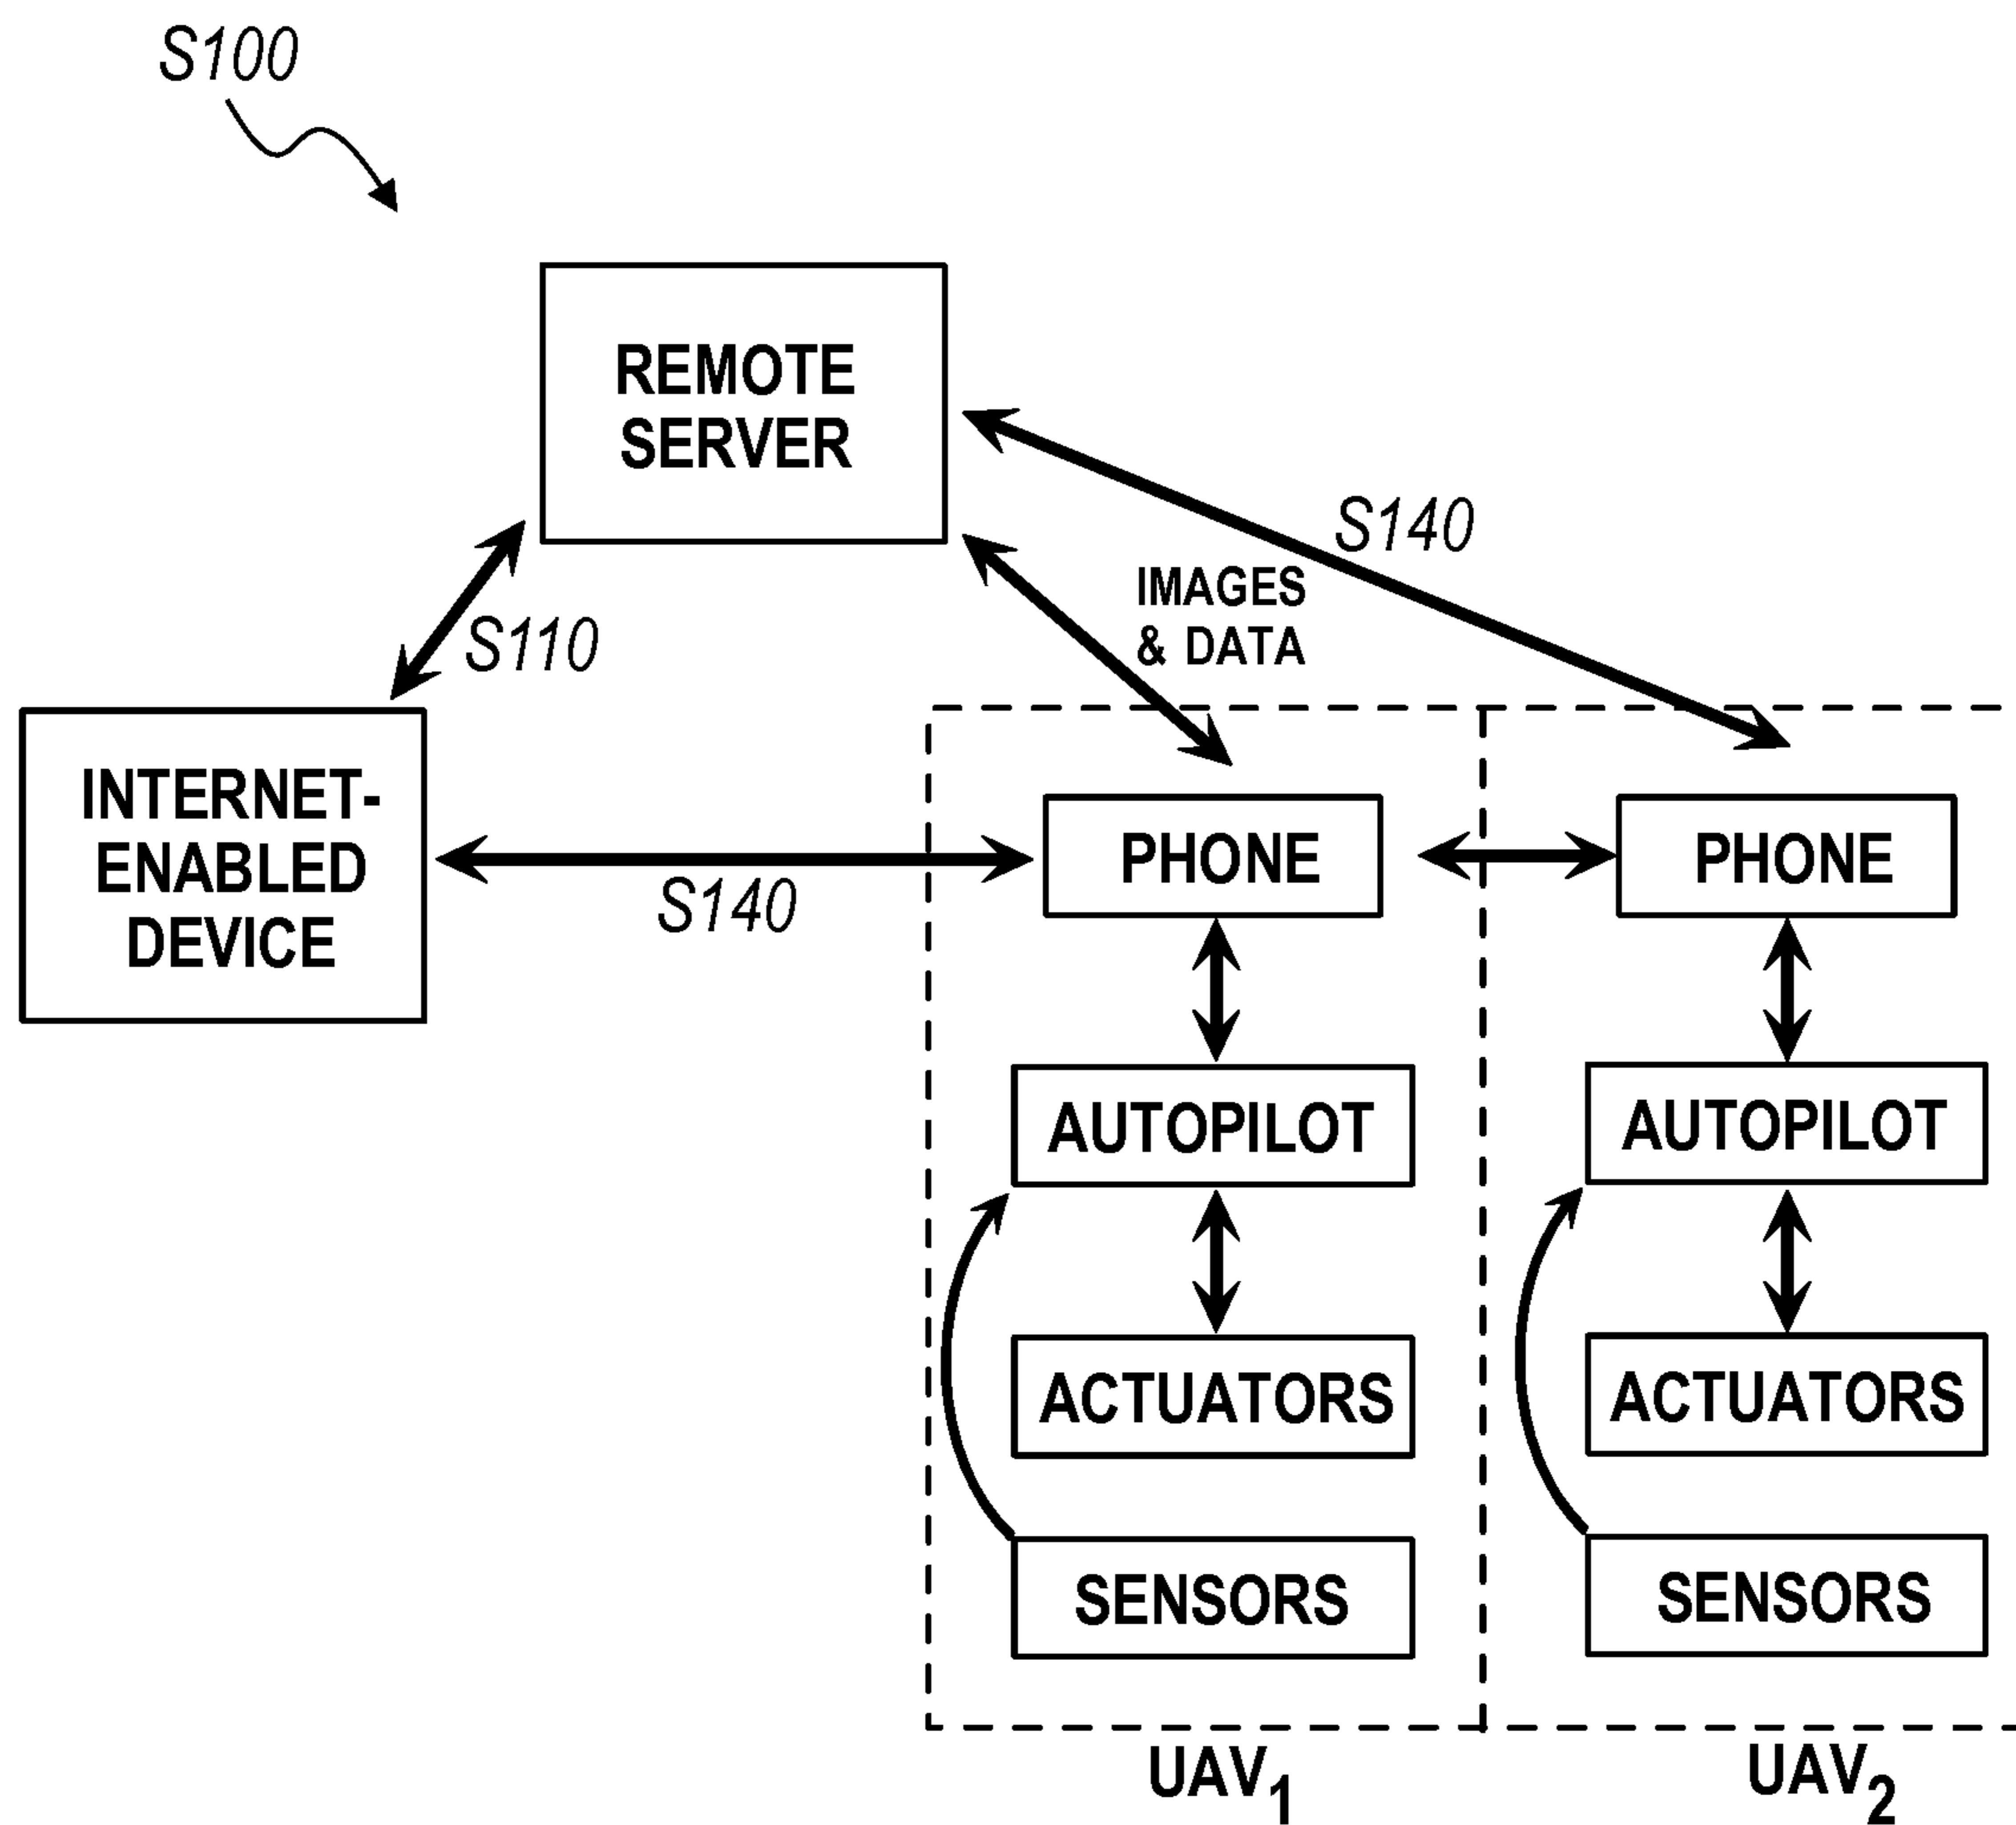 S100
REMOTE
SERVER
S140
IMAGES
& DATA
S110
INTERNET-
ENABLED
DEVICE
S140
PHONE
PHONE
AUTOPILOT
AUTOPILOT
ACTUATORS
ACTUATORS
SENSORS
SENSORS
UAV1
UAV2